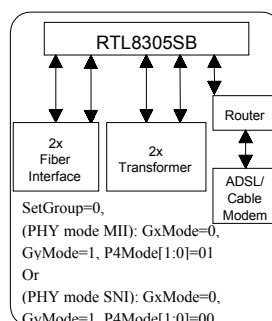 RTL8305SB
2x
Fiber
Interface
2x
Transformer
Router
ADSL/
Cable
Modem
SetGroup=0,
(PHY mode MII): GxMode=0,
GyMode=1, P4Mode[1:0]=01
Or
(PHY mode SNI): GxMode=0,
GyMode=1, P4Mode[1:0]=00